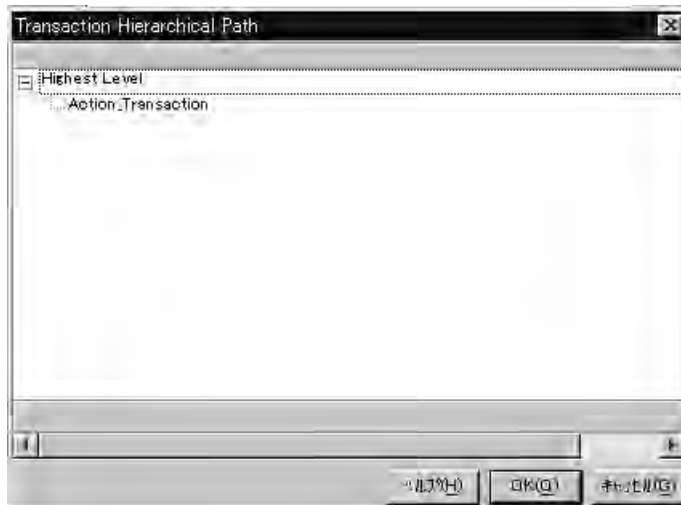 Transaction Hierarchical Path
Highest Level
Action_Transaction
ヘルプ(H)
OK(O)
キャンセル(C)